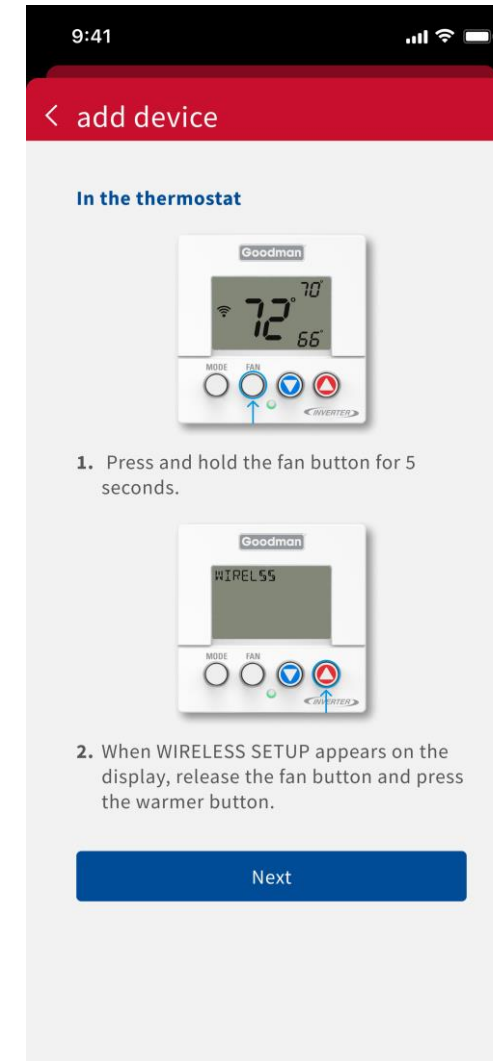 9:41
add device
In the thermostat
Goodman
70°
72°
66°
MODE FAN
INVERTER
1. Press and hold the fan button for 5
seconds.
Goodman
WIRELSS
MODE FAN
INVERTER
2. When WIRELESS SETUP appears on the
display, release the fan button and press
the warmer button.
Next